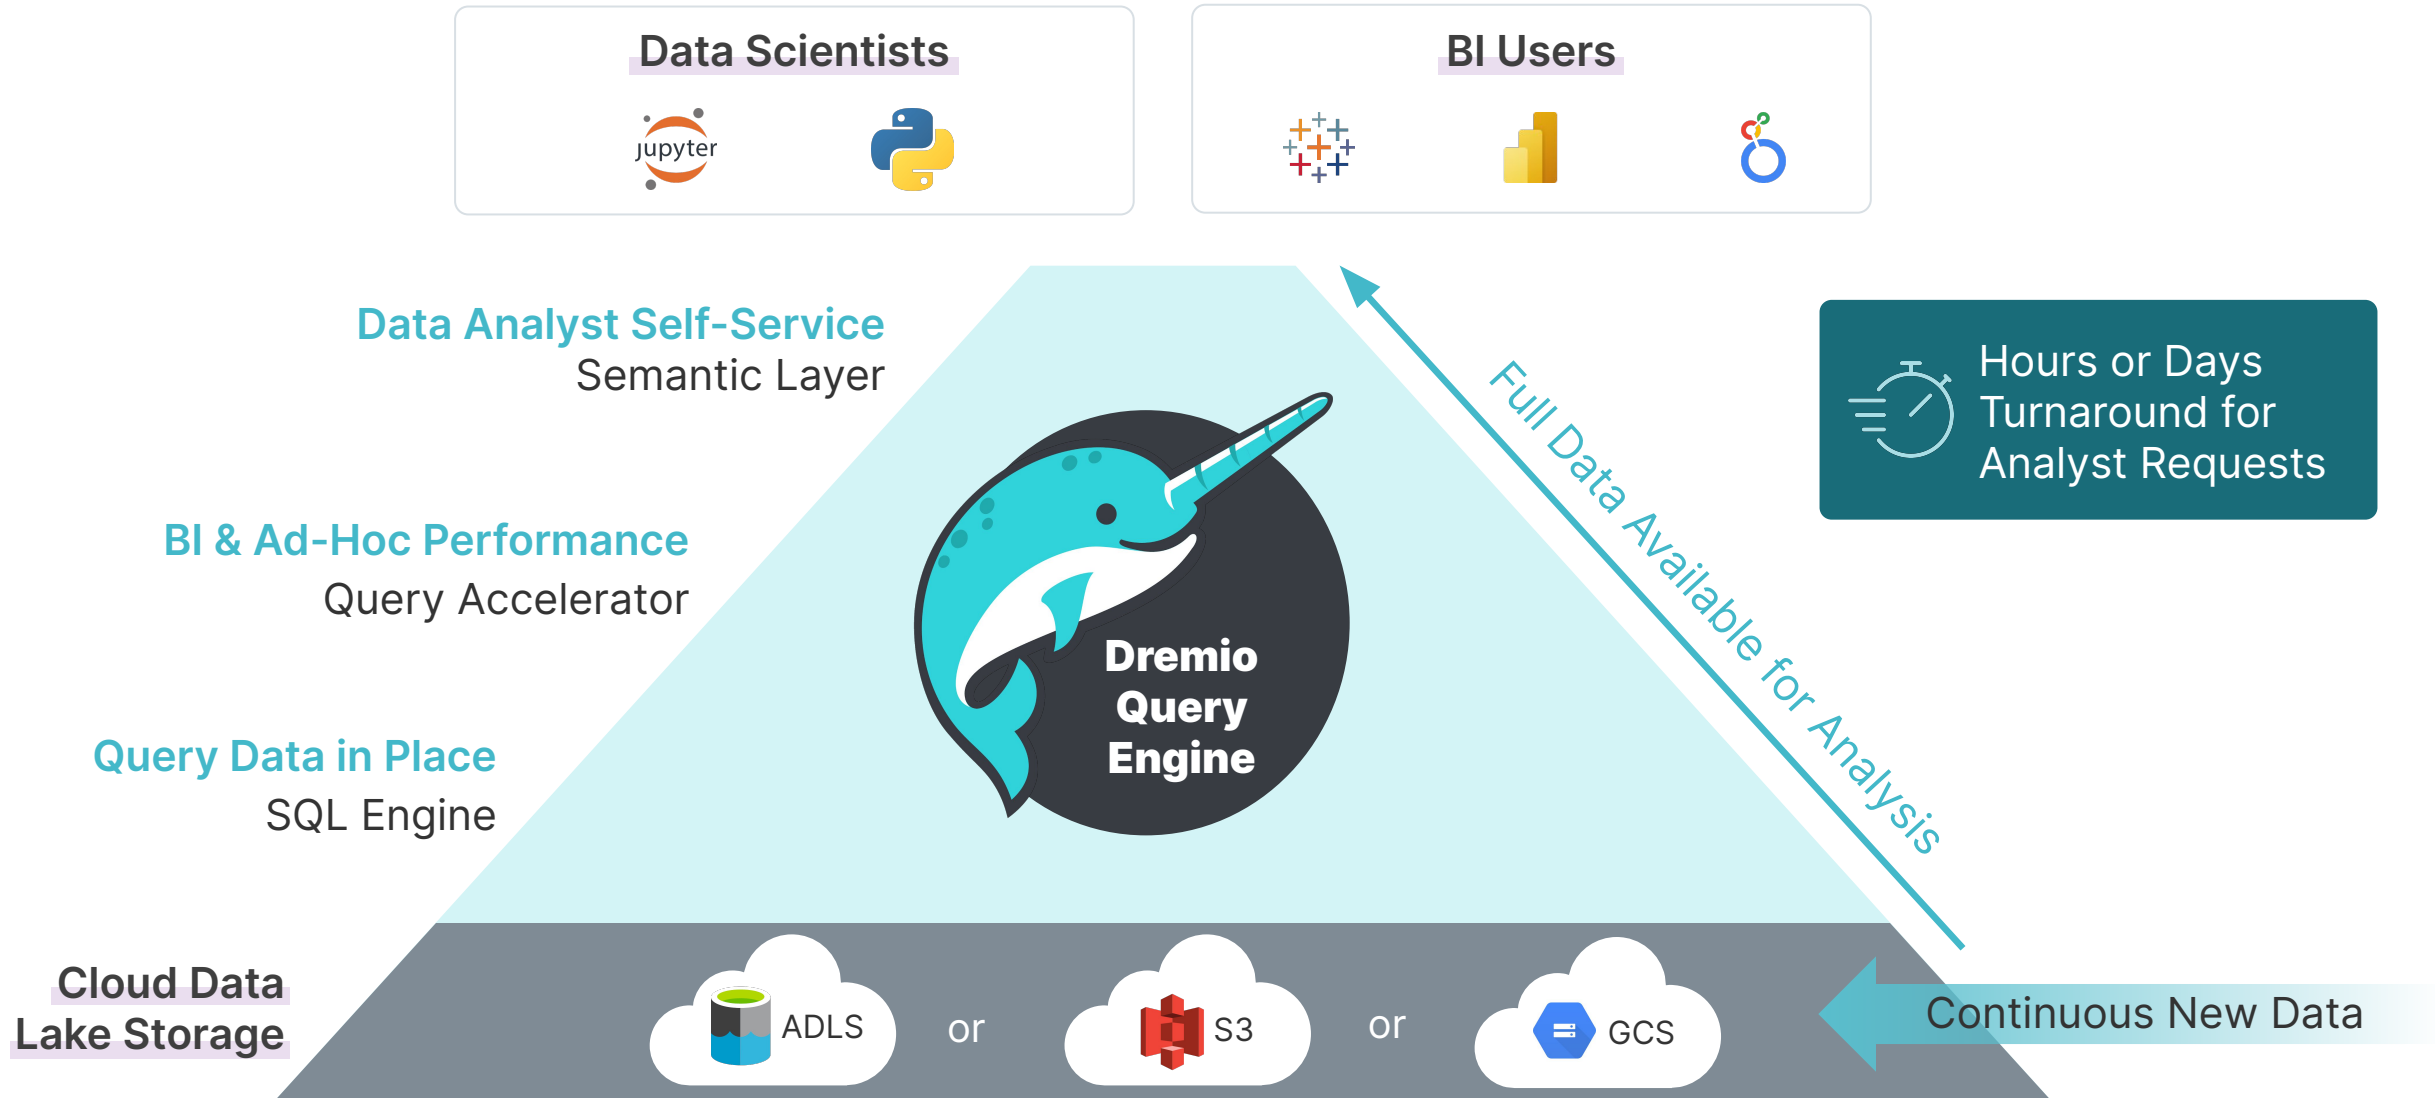 Data Scientists
BI Users
jupyter
Data Analyst Self-Service
Semantic Layer
Hours or Days
Turnaround for
Analyst Requests
Full Data Available for Analysis
BI & Ad-Hoc Performance
Query Accelerator
Dremio
Query
Engine
Query Data in Place
SQL Engine
Cloud Data
Lake Storage
ADLS
or
S3
or
GCS
Continuous New Data